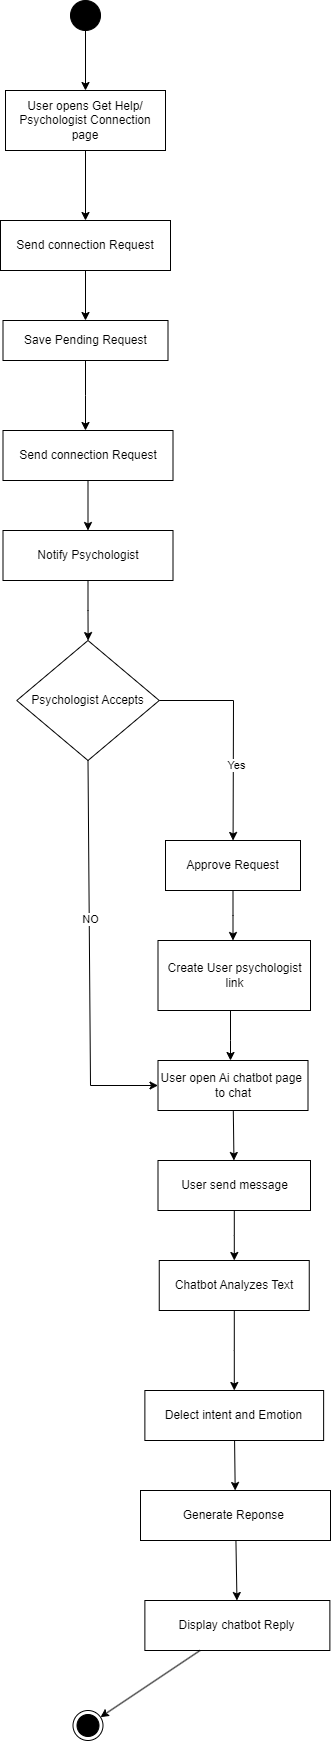 User opens Get Help/
Psychologist Connection
page
Send connection Request
Save Pending Request
Send connection Request
Notify Psychologist
Psychologist Accepts
Yes
Approve Request
NO
Create User psychologist
link
User open Ai chatbot page
to chat
User send message
Chatbot Analyzes Text
Delect intent and Emotion
Generate Reponse
Display chatbot Reply